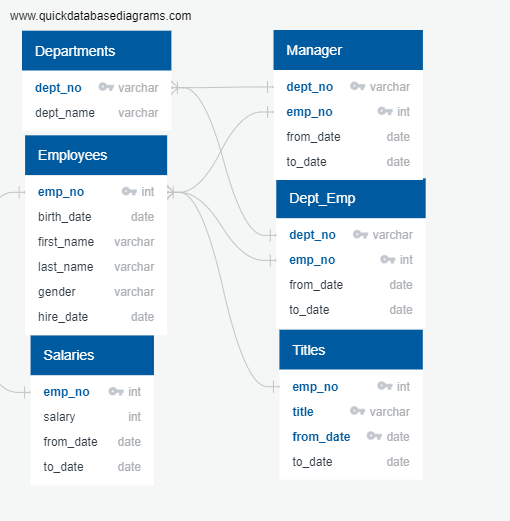 www.quickdatabasediagrams.com
Departments
dept_no varchar
dept_name varchar
Employees
emp_no int
birth_date date
first_name varchar
last_name varchar
gender varchar
hire_date date
Salaries
emp_no int
salary int
from_date date
to_date date
Manager
dept_no varchar
emp_no int
from_date date
to_date date
Dept_Emp
dept_no varchar
emp_no int
from_date date
to_date date
Titles
emp_no int
title varchar
from_date date
to_date date